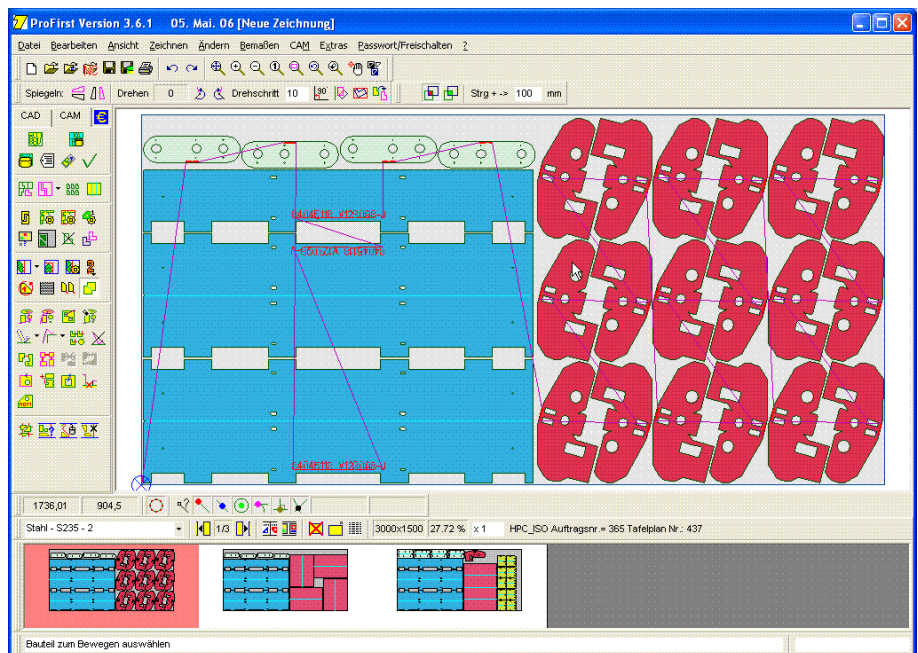 ProFirst Version 3.6.1 05. Mai. 06 [Neue Zeichnung]
Datei Bearbeiten Ansicht Zeichnen Ändern Bemaßen CAM Extras Passwort/Freischalten ?
Spiegeln: Drehen 0 Drehschritt 10 90° Strg + -> 100 mm
CAD CAM
1736,01 904,5
Stahl - S235 - 2 1/3 3000x1500 27.72 % x 1 HPC_ISO Auftragsnr.= 365 Tafelplan Nr.: 437
Bauteil zum Bewegen auswählen